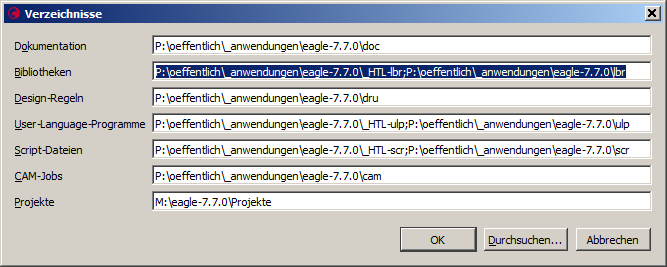 Verzeichnisse
Dokumentation P:\oeffentlich\_anwendungen\eagle-7.7.0\doc
Bibliotheken P:\oeffentlich\_anwendungen\eagle-7.7.0\_HTL-lbr;P:\oeffentlich\_anwendungen\eagle-7.7.0\lbr
Design-Regeln P:\oeffentlich\_anwendungen\eagle-7.7.0\dru
User-Language-Programme P:\oeffentlich\_anwendungen\eagle-7.7.0\_HTL-ulp;P:\oeffentlich\_anwendungen\eagle-7.7.0\ulp
Script-Dateien P:\oeffentlich\_anwendungen\eagle-7.7.0\_HTL-scr;P:\oeffentlich\_anwendungen\eagle-7.7.0\scr
CAM-Jobs P:\oeffentlich\_anwendungen\eagle-7.7.0\cam
Projekte M:\eagle-7.7.0\Projekte
OK Durchsuchen... Abbrechen